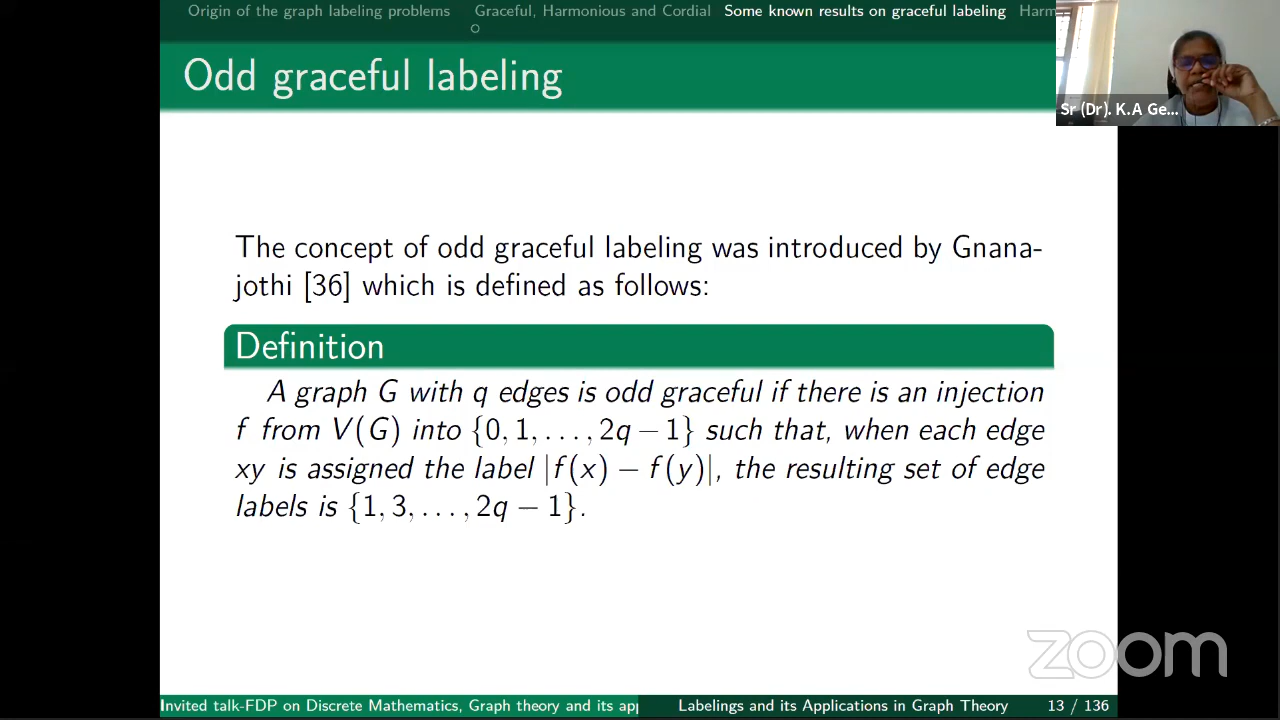 Origin of the graph labeling problems Graceful, Harmonious and Cordial Some known results on graceful labeling Harm
Odd graceful labeling
Sr (Dr). K.A Ge...
The concept of odd graceful labeling was introduced by Gnana-
jothi [36] which is defined as follows:
Definition
A graph G with q edges is odd graceful if there is an injection
f from V(G) into {0, 1, . . . , 2q − 1} such that, when each edge
xy is assigned the label |f(x) − f(y)|, the resulting set of edge
labels is {1, 3, . . . , 2q − 1}.
zoom
Invited talk-FDP on Discrete Mathematics, Graph theory and its app Labelings and its Applications in Graph Theory 13 / 136